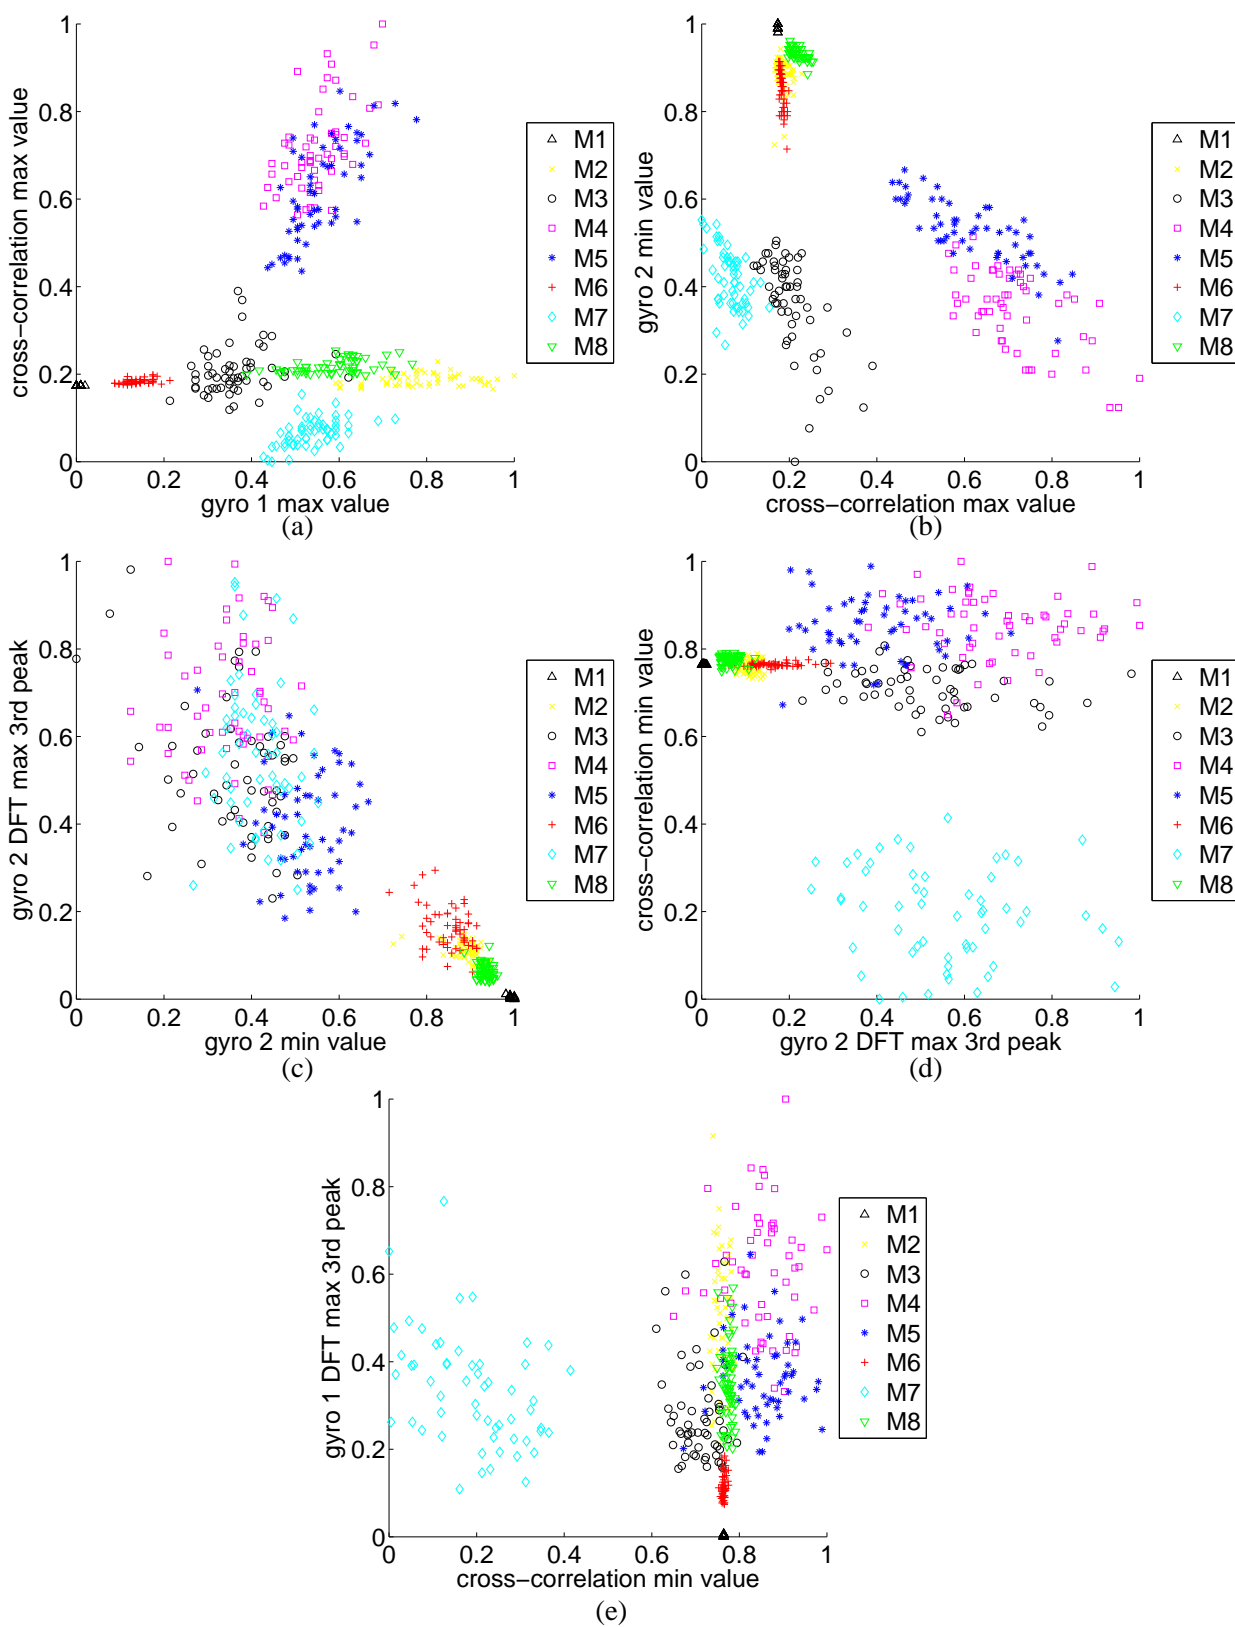 1
0.8
0.6
0.4
0.2
0
0 0.2 0.4 0.6 0.8 1
cross−correlation max value
gyro 1 max value
M1
M2
M3
M4
M5
M6
M7
M8
(a)
1
0.8
0.6
0.4
0.2
0
0 0.2 0.4 0.6 0.8 1
gyro 2 min value
cross−correlation max value
M1
M2
M3
M4
M5
M6
M7
M8
(b)
1
0.8
0.6
0.4
0.2
0
0 0.2 0.4 0.6 0.8 1
gyro 2 DFT max 3rd peak
gyro 2 min value
M1
M2
M3
M4
M5
M6
M7
M8
(c)
1
0.8
0.6
0.4
0.2
0
0 0.2 0.4 0.6 0.8 1
cross−correlation min value
gyro 2 DFT max 3rd peak
M1
M2
M3
M4
M5
M6
M7
M8
(d)
1
0.8
0.6
0.4
0.2
0
0 0.2 0.4 0.6 0.8 1
gyro 1 DFT max 3rd peak
cross−correlation min value
M1
M2
M3
M4
M5
M6
M7
M8
(e)